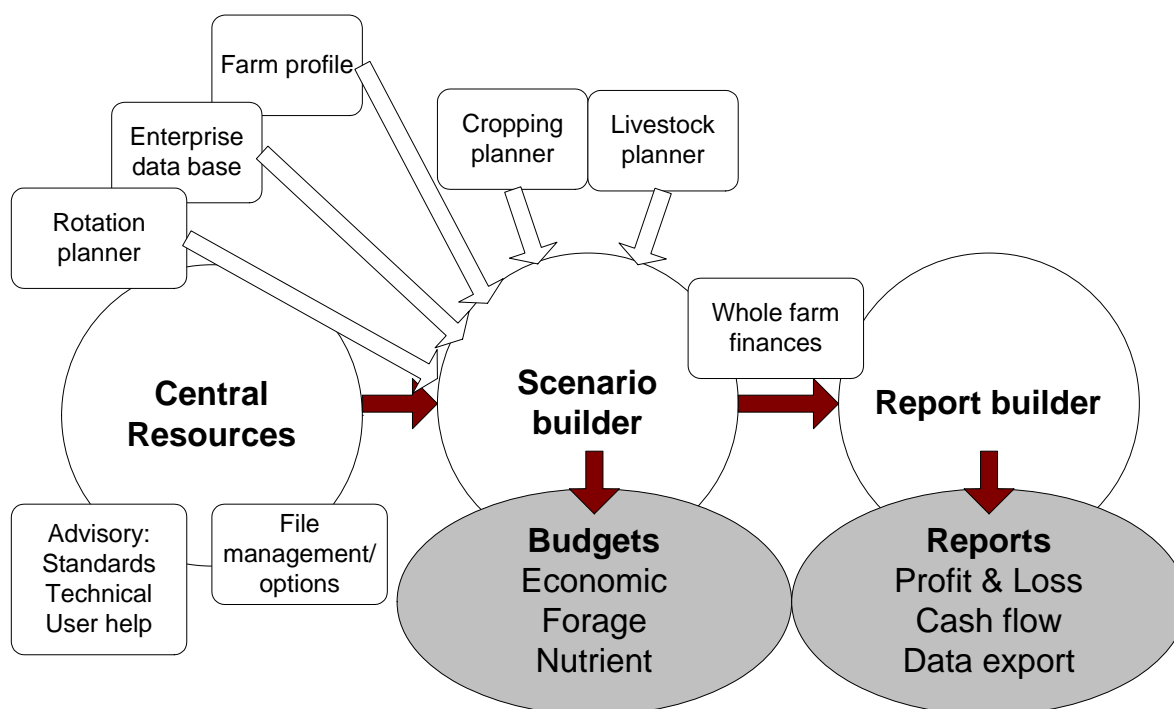 Farm profile
Enterprise
data base
Rotation
planner
Cropping
planner
Livestock
planner
Whole farm
finances
Central
Resources
Scenario
builder
Report builder
Advisory:
Standards
Technical
User help
File
management/
options
Budgets
Economic
Forage
Nutrient
Reports
Profit & Loss
Cash flow
Data export